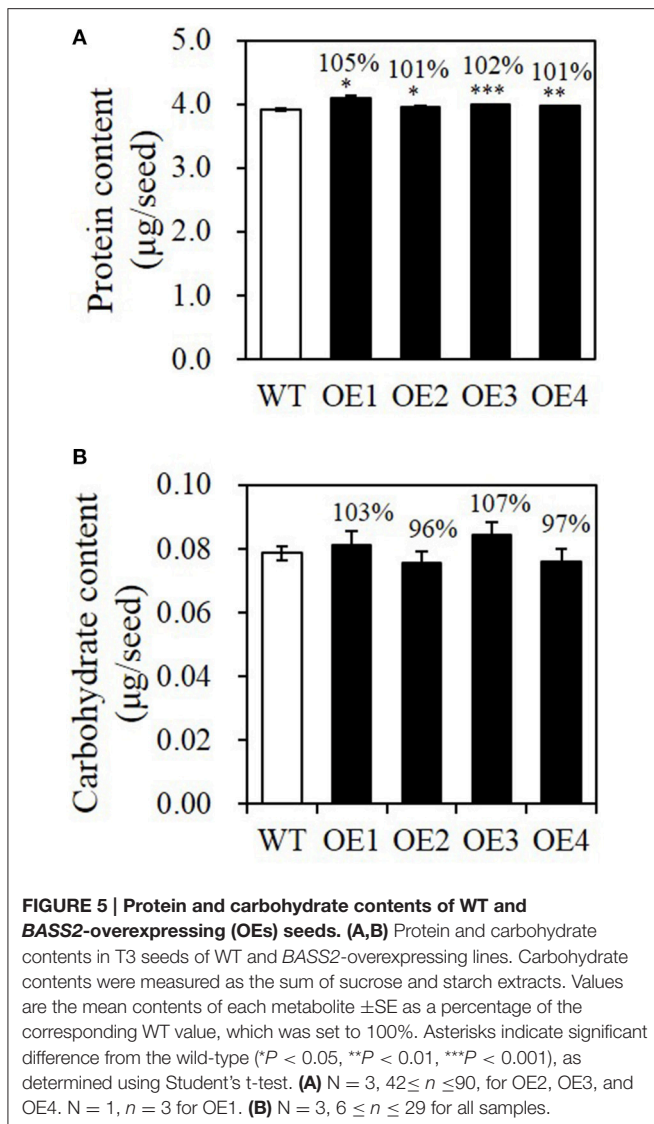 A
5.0
4.0
3.0
2.0
1.0
0.0
Protein content
(µg/seed)
105%
*
101%
*
102%
***
101%
**
WT OE1 OE2 OE3 OE4
B
0.10
0.08
0.06
0.04
0.02
0.00
Carbohydrate content
(µg/seed)
103%
96%
107%
97%
WT OE1 OE2 OE3 OE4
FIGURE 5 | Protein and carbohydrate contents of WT and
BASS2-overexpressing (OEs) seeds. (A,B) Protein and carbohydrate
contents in T3 seeds of WT and BASS2-overexpressing lines. Carbohydrate
contents were measured as the sum of sucrose and starch extracts. Values
are the mean contents of each metabolite ±SE as a percentage of the
corresponding WT value, which was set to 100%. Asterisks indicate significant
difference from the wild-type (*P < 0.05, **P < 0.01, ***P < 0.001), as
determined using Student's t-test. (A) N = 3, 42≤ n ≤90, for OE2, OE3, and
OE4. N = 1, n = 3 for OE1. (B) N = 3, 6 ≤ n ≤ 29 for all samples.